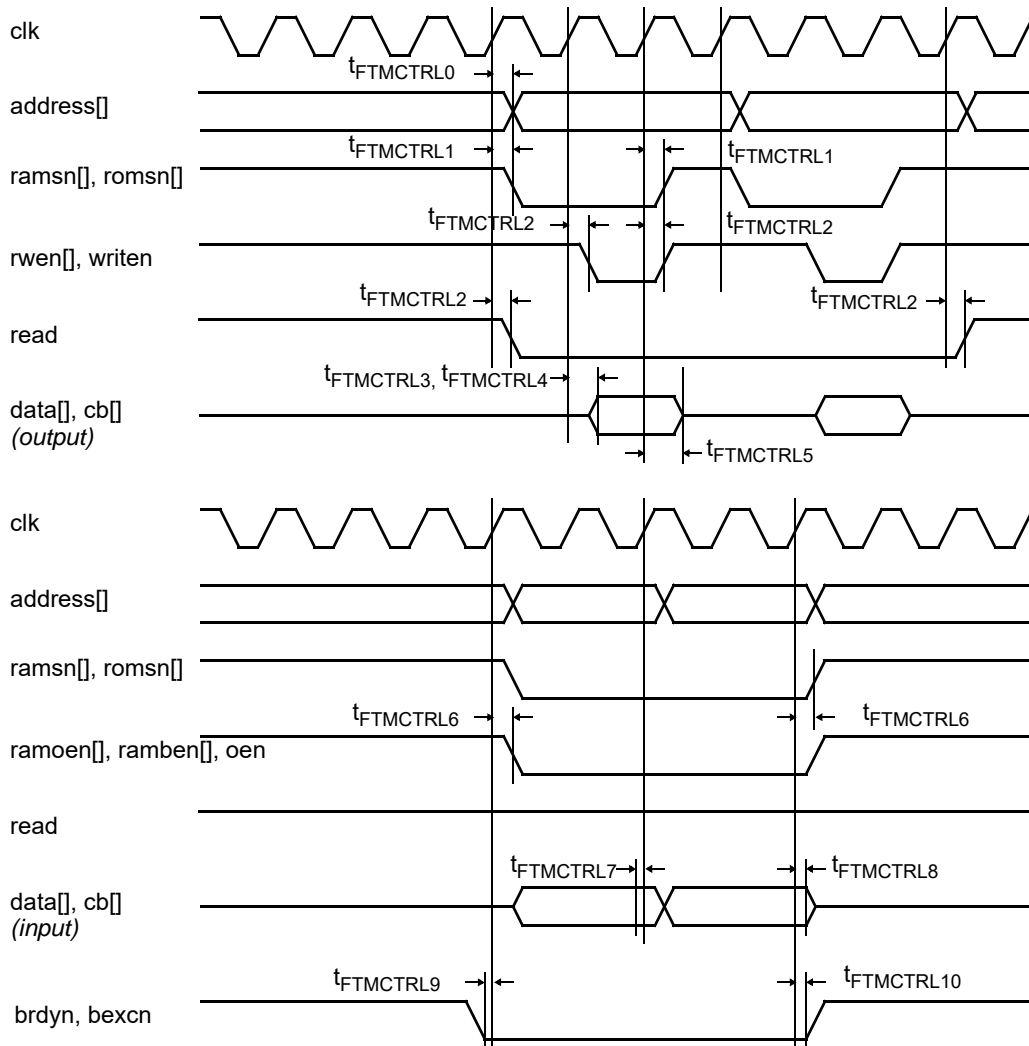 clk
tFTMCTRL0
address[]
tFTMCTRL1 tFTMCTRL1
ramsn[], romsn[]
tFTMCTRL2 tFTMCTRL2
rwen[], writen
tFTMCTRL2 tFTMCTRL2
read
tFTMCTRL3, tFTMCTRL4
data[], cb[]
(output)
tFTMCTRL5
clk
address[]
ramsn[], romsn[]
tFTMCTRL6 tFTMCTRL6
ramoen[], ramben[], oen
read
tFTMCTRL7 tFTMCTRL8
data[], cb[]
(input)
tFTMCTRL9 tFTMCTRL10
brdyn, bexcn